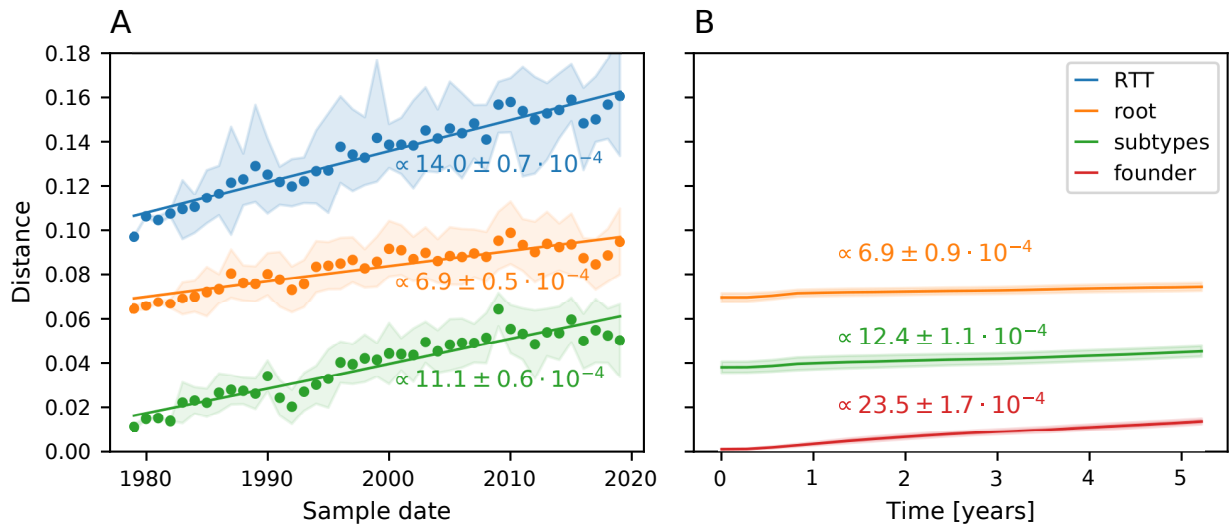 A
0.18
0.16
0.14
0.12
0.10
0.08
0.06
0.04
0.02
0.00
Distance
∝ 14.0 ± 0.7 · 10⁻⁴
∝ 6.9 ± 0.5 · 10⁻⁴
∝ 11.1 ± 0.6 · 10⁻⁴
1980 1990 2000 2010 2020
Sample date
B
RTT
root
subtypes
founder
∝ 6.9 ± 0.9 · 10⁻⁴
∝ 12.4 ± 1.1 · 10⁻⁴
∝ 23.5 ± 1.7 · 10⁻⁴
0 1 2 3 4 5
Time [years]